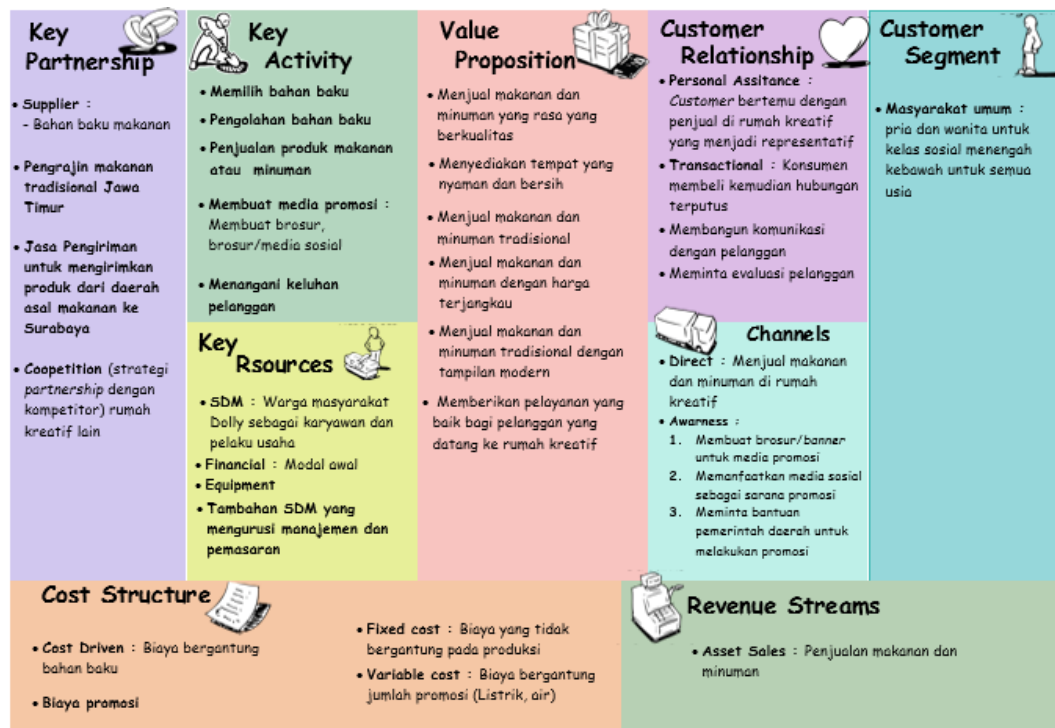 Key
Partnership
• Supplier :
- Bahan baku makanan
• Pengrajin makanan
tradisional Jawa
Timur
• Jasa Pengiriman
untuk mengirimkan
produk dari daerah
asal makanan ke
Surabaya
• Coopetition (strategi
partnership dengan
kompetitor) rumah
kreatif lain
Key
Activity
• Memilih bahan baku
• Pengolahan bahan baku
• Penjualan produk makanan
atau minuman
• Membuat media promosi :
Membuat brosur,
brosur/media sosial
• Menangani keluhan
pelanggan
Key
Rsources
• SDM : Warga masyarakat
Dolly sebagai karyawan dan
pelaku usaha
• Financial : Modal awal
• Equipment
• Tambahan SDM yang
mengurusi manajemen dan
pemasaran
Value
Proposition
• Menjual makanan dan
minuman yang rasa yang
berkualitas
• Menyediakan tempat yang
nyaman dan bersih
• Menjual makanan dan
minuman tradisional
• Menjual makanan dan
minuman dengan harga
terjangkau
• Menjual makanan dan
minuman tradisional dengan
tampilan modern
• Memberikan pelayanan yang
baik bagi pelanggan yang
datang ke rumah kreatif
Customer
Relationship
• Personal Assitance :
Customer bertemu dengan
penjual di rumah kreatif
yang menjadi representatif
• Transactional : Konsumen
membeli kemudian hubungan
terputus
• Membangun komunikasi
dengan pelanggan
• Meminta evaluasi pelanggan
Channels
• Direct : Menjual makanan
dan minuman di rumah
kreatif
• Awarness :
1. Membuat brosur/banner
untuk media promosi
2. Memanfaatkan media sosial
sebagai sarana promosi
3. Meminta bantuan
pemerintah daerah untuk
melakukan promosi
Customer
Segment
• Masyarakat umum :
pria dan wanita untuk
kelas sosial menengah
kebawah untuk semua
usia
Cost Structure
• Cost Driven : Biaya bergantung
bahan baku
• Biaya promosi
• Fixed cost : Biaya yang tidak
bergantung pada produksi
• Variable cost : Biaya bergantung
jumlah promosi (Listrik, air)
Revenue Streams
• Asset Sales : Penjualan makanan dan
minuman